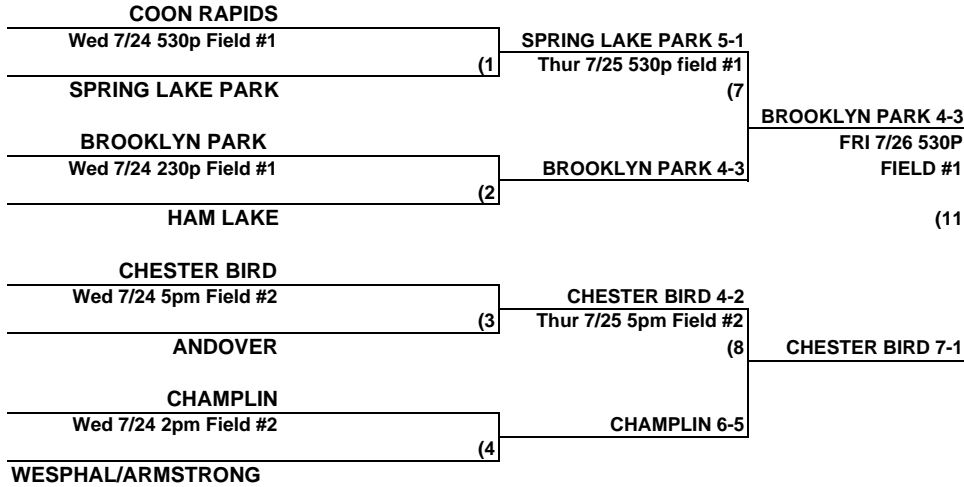 COON RAPIDS
Wed 7/24 530p Field #1
SPRING LAKE PARK 5-1
(1
Thur 7/25 530p field #1
SPRING LAKE PARK
(7
BROOKLYN PARK 4-3
BROOKLYN PARK
FRI 7/26 530P
Wed 7/24 230p Field #1
BROOKLYN PARK 4-3
FIELD #1
(2
HAM LAKE
(11
CHESTER BIRD
Wed 7/24 5pm Field #2
CHESTER BIRD 4-2
(3
Thur 7/25 5pm Field #2
ANDOVER
(8
CHESTER BIRD 7-1
CHAMPLIN
Wed 7/24 2pm Field #2
CHAMPLIN 6-5
(4
WESPHAL/ARMSTRONG